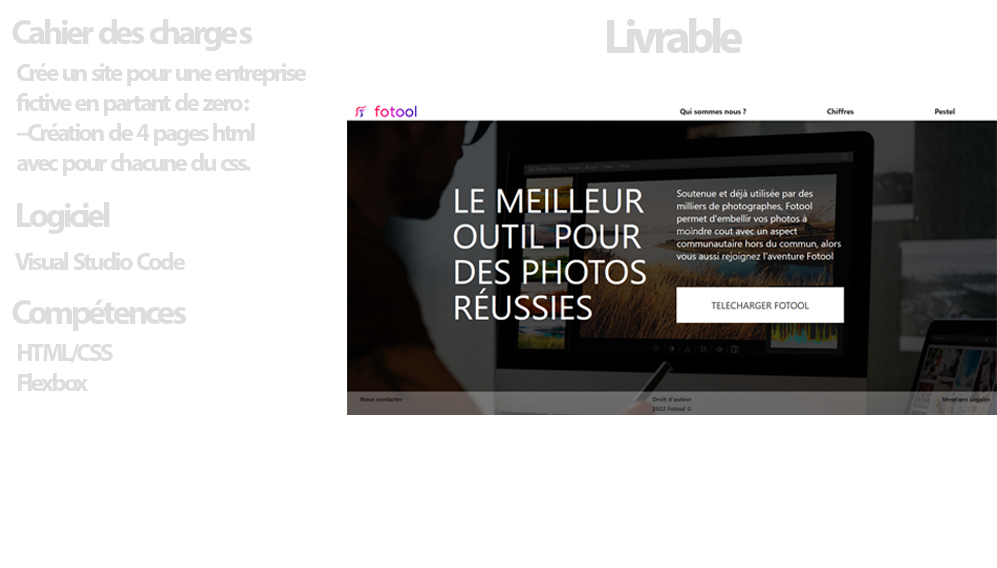 Cahier des charges
Crée un site pour une entreprise
fictive en partant de zero:
–Création de 4 pages html
avec pour chacune du css.
Logiciel
Visual Studio Code
Compétences
HTML/CSS
Flexbox
Livrable
fotool
Qui sommes nous ?
Chiffres
Pestel
LE MEILLEUR
OUTIL POUR
DES PHOTOS
RÉUSSIES
Soutenue et déjà utilisée par des
milliers de photographes, Fotool
permet d'embellir vos photos à
moindre cout avec un aspect
communautaire hors du commun, alors
vous aussi rejoignez l'aventure Fotool
TELECHARGER FOTOOL
Nous contacter
Droit d'auteur
2022 Fotool ©
Mentions Légales